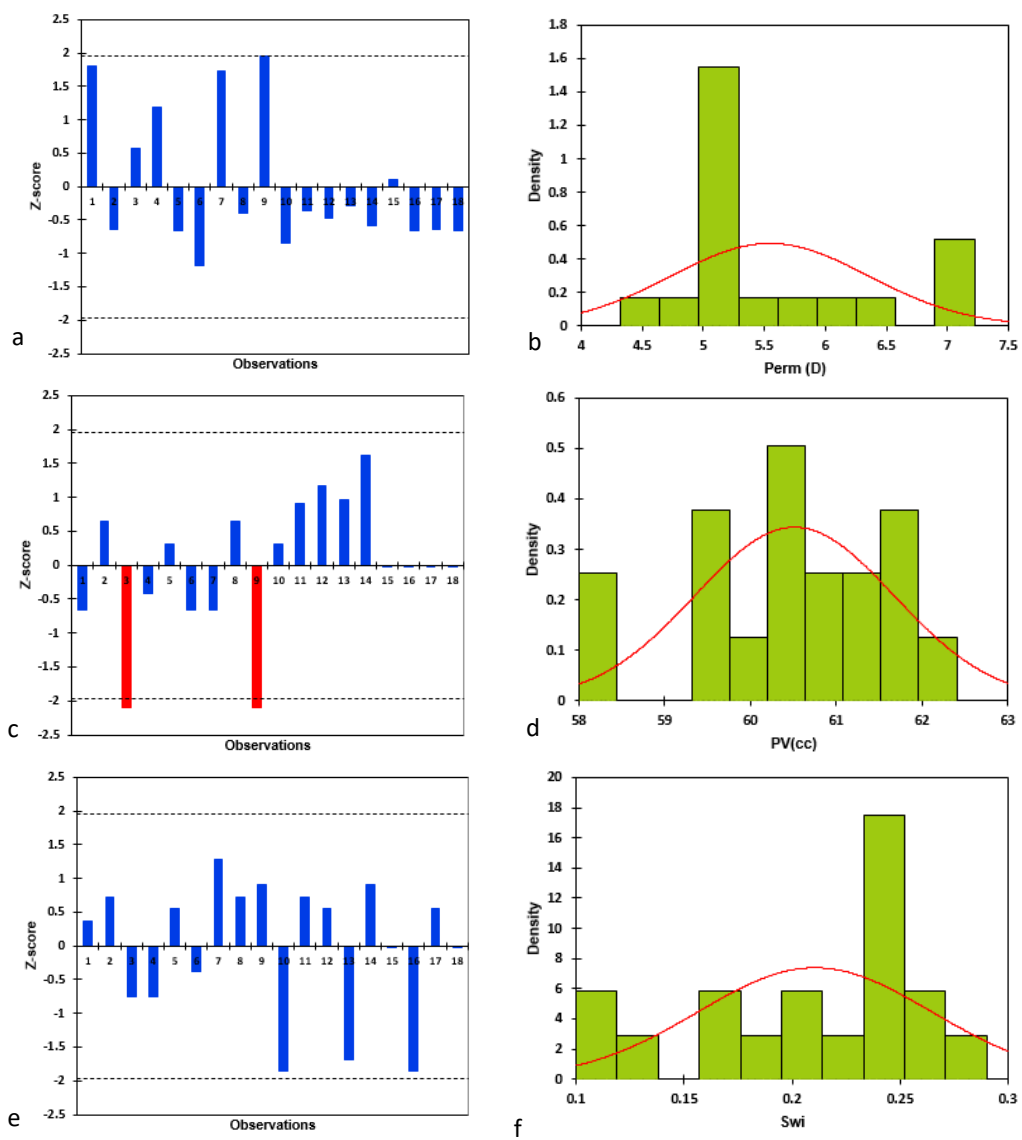 2.5
2
1.5
1
0.5
0
-0.5
-1
-1.5
-2
-2.5
Z-score
1 2 3 4 5 6 7 8 9 10 11 12 13 14 15 16 17 18
Observations
a
1.8
1.6
1.4
1.2
1
0.8
0.6
0.4
0.2
0
Density
4 4.5 5 5.5 6 6.5 7 7.5
Perm (D)
b
2.5
2
1.5
1
0.5
0
-0.5
-1
-1.5
-2
-2.5
Z-score
1 2 3 4 5 6 7 8 9 10 11 12 13 14 15 16 17 18
Observations
c
0.6
0.5
0.4
0.3
0.2
0.1
0
Density
58 59 60 61 62 63
PV(cc)
d
2.5
2
1.5
1
0.5
0
-0.5
-1
-1.5
-2
-2.5
Z-score
1 2 3 4 5 6 7 8 9 10 11 12 13 14 15 16 17 18
Observations
e
20
18
16
14
12
10
8
6
4
2
0
Density
0.1 0.15 0.2 0.25 0.3
Swi
f